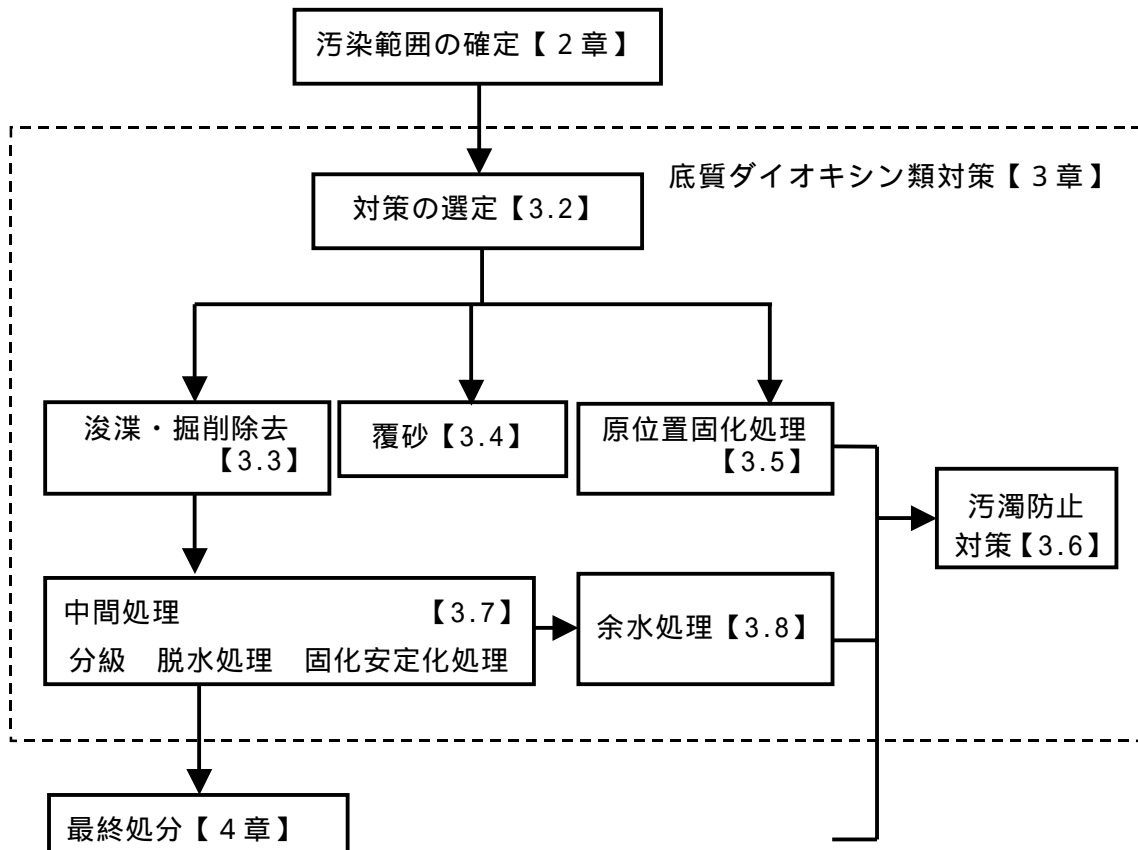 汚染範囲の確定【２章】
底質ダイオキシン類対策【３章】
対策の選定【3.2】
浚渫・掘削除去
【3.3】
覆砂【3.4】
原位置固化処理
【3.5】
汚濁防止
対策【3.6】
中間処理 【3.7】
分級 脱水処理 固化安定化処理
余水処理【3.8】
最終処分【４章】